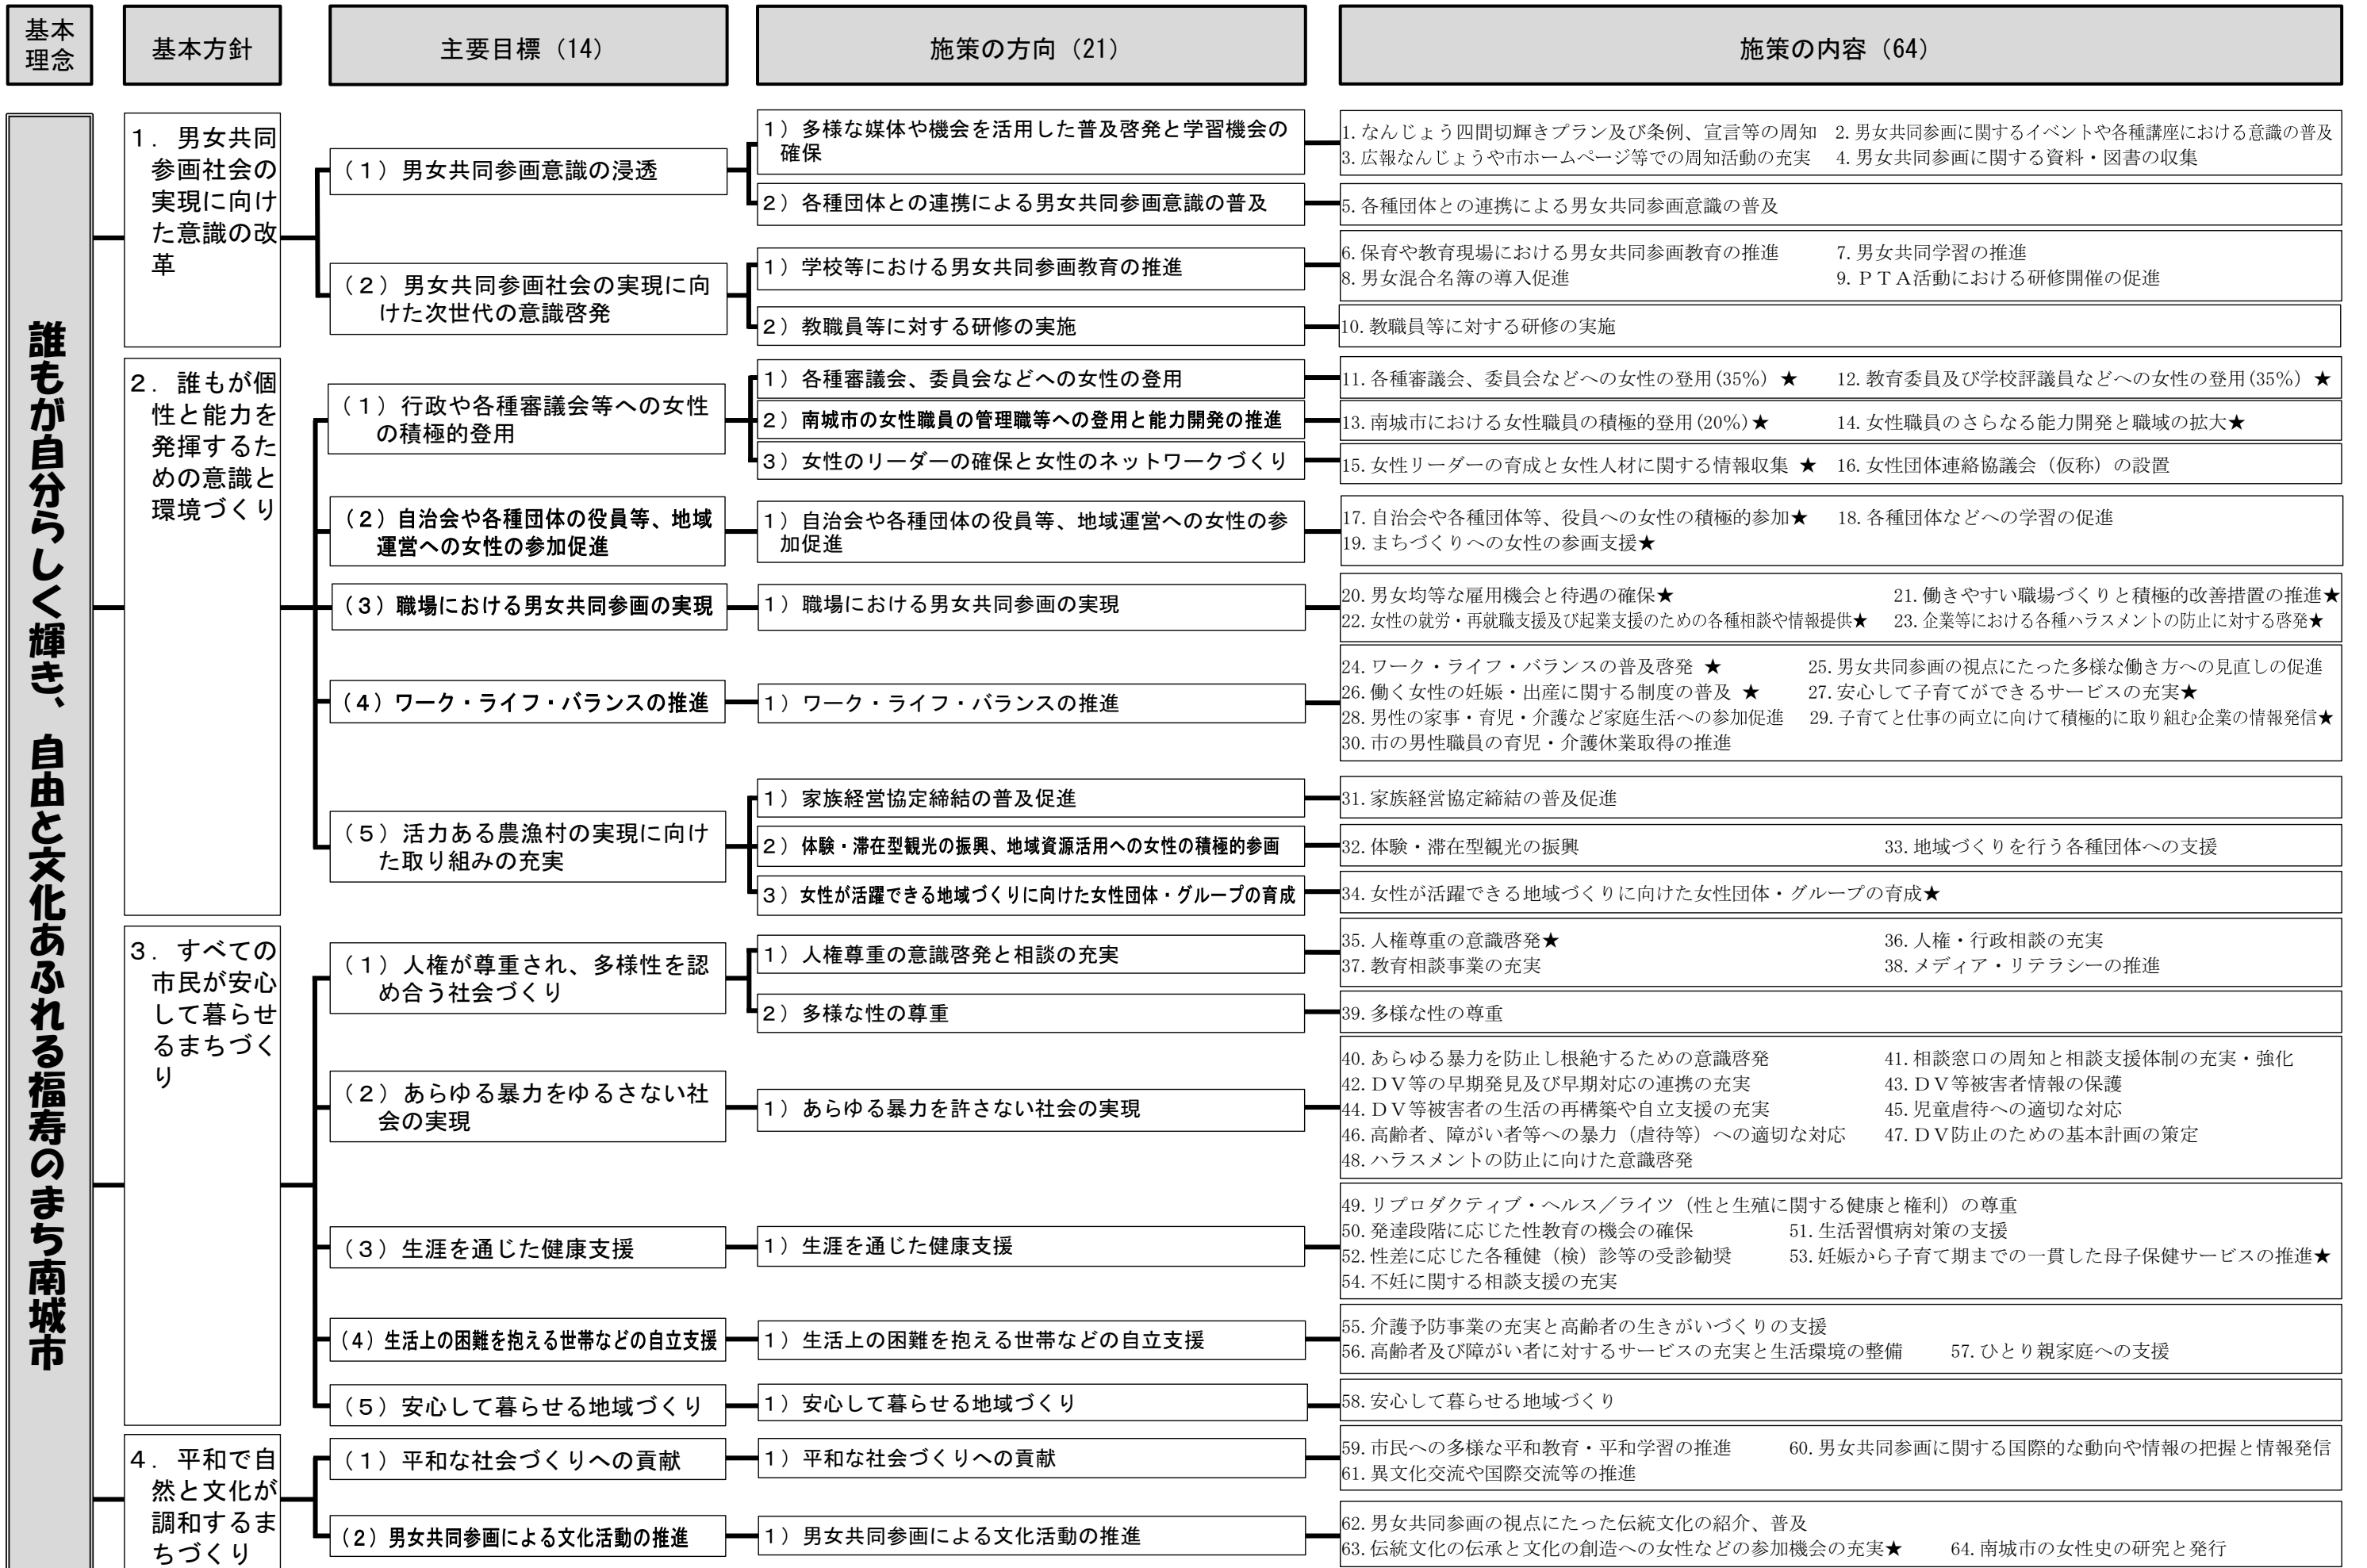 基本
理念
基本方針
主要目標（14）
施策の方向（21）
施策の内容（64）
誰もが自分らしく輝き、自由と文化あふれる福寿のまち南城市
1．男女共同
参画社会の
実現に向け
た意識の改
革
（1）男女共同参画意識の浸透
1）多様な媒体や機会を活用した普及啓発と学習機会の
確保
1.なんじょう四間切輝きプラン及び条例、宣言等の周知　2.男女共同参画に関するイベントや各種講座における意識の普及
3.広報なんじょうや市ホームページ等での周知活動の充実　4.男女共同参画に関する資料・図書の収集
2）各種団体との連携による男女共同参画意識の普及
5.各種団体との連携による男女共同参画意識の普及
（2）男女共同参画社会の実現に向
けた次世代の意識啓発
1）学校等における男女共同参画教育の推進
6.保育や教育現場における男女共同参画教育の推進　7.男女共同学習の推進
8.男女混合名簿の導入促進　9.ＰＴＡ活動における研修開催の促進
2）教職員等に対する研修の実施
10.教職員等に対する研修の実施
2．誰もが個
性と能力を
発揮するた
めの意識と
環境づくり
（1）行政や各種審議会等への女性
の積極的登用
1）各種審議会、委員会などへの女性の登用
11.各種審議会、委員会などへの女性の登用(35%）★　12.教育委員及び学校評議員などへの女性の登用(35%）★
2）南城市の女性職員の管理職等への登用と能力開発の推進
13.南城市における女性職員の積極的登用(20%)★　14.女性職員のさらなる能力開発と職域の拡大★
3）女性のリーダーの確保と女性のネットワークづくり
15.女性リーダーの育成と女性人材に関する情報収集 ★　16.女性団体連絡協議会（仮称）の設置
（2）自治会や各種団体の役員等、地域
運営への女性の参加促進
1）自治会や各種団体の役員等、地域運営への女性の参
加促進
17.自治会や各種団体等、役員への女性の積極的参加★　18.各種団体などへの学習の促進
19.まちづくりへの女性の参画支援★
（3）職場における男女共同参画の実現
1）職場における男女共同参画の実現
20.男女均等な雇用機会と待遇の確保★　21.働きやすい職場づくりと積極的改善措置の推進★
22.女性の就労・再就職支援及び起業支援のための各種相談や情報提供★　23.企業等における各種ハラスメントの防止に対する啓発★
（4）ワーク・ライフ・バランスの推進
1）ワーク・ライフ・バランスの推進
24.ワーク・ライフ・バランスの普及啓発 ★　25.男女共同参画の視点にたった多様な働き方への見直しの促進
26.働く女性の妊娠・出産に関する制度の普及 ★　27.安心して子育てができるサービスの充実★
28.男性の家事・育児・介護など家庭生活への参加促進　29.子育てと仕事の両立に向けて積極的に取り組む企業の情報発信★
30.市の男性職員の育児・介護休業取得の推進
（5）活力ある農漁村の実現に向け
た取り組みの充実
1）家族経営協定締結の普及促進
31.家族経営協定締結の普及促進
2）体験・滞在型観光の振興、地域資源活用への女性の積極的参画
32.体験・滞在型観光の振興　33.地域づくりを行う各種団体への支援
3）女性が活躍できる地域づくりに向けた女性団体・グループの育成
34.女性が活躍できる地域づくりに向けた女性団体・グループの育成★
3．すべての
市民が安心
して暮らせ
るまちづく
り
（1）人権が尊重され、多様性を認
め合う社会づくり
1）人権尊重の意識啓発と相談の充実
35.人権尊重の意識啓発★　36.人権・行政相談の充実
37.教育相談事業の充実　38.メディア・リテラシーの推進
2）多様な性の尊重
39.多様な性の尊重
（2）あらゆる暴力をゆるさない社
会の実現
1）あらゆる暴力を許さない社会の実現
40.あらゆる暴力を防止し根絶するための意識啓発　41.相談窓口の周知と相談支援体制の充実・強化
42.ＤＶ等の早期発見及び早期対応の連携の充実　43.ＤＶ等被害者情報の保護
44.ＤＶ等被害者の生活の再構築や自立支援の充実　45.児童虐待への適切な対応
46.高齢者、障がい者等への暴力（虐待等）への適切な対応　47.ＤＶ防止のための基本計画の策定
48.ハラスメントの防止に向けた意識啓発
（3）生涯を通じた健康支援
1）生涯を通じた健康支援
49.リプロダクティブ・ヘルス／ライツ（性と生殖に関する健康と権利）の尊重
50.発達段階に応じた性教育の機会の確保　51.生活習慣病対策の支援
52.性差に応じた各種健（検）診等の受診勧奨　53.妊娠から子育て期までの一貫した母子保健サービスの推進★
54.不妊に関する相談支援の充実
（4）生活上の困難を抱える世帯などの自立支援
1）生活上の困難を抱える世帯などの自立支援
55.介護予防事業の充実と高齢者の生きがいづくりの支援
56.高齢者及び障がい者に対するサービスの充実と生活環境の整備　57.ひとり親家庭への支援
（5）安心して暮らせる地域づくり
1）安心して暮らせる地域づくり
58.安心して暮らせる地域づくり
4．平和で自
然と文化が
調和するま
ちづくり
（1）平和な社会づくりへの貢献
1）平和な社会づくりへの貢献
59.市民への多様な平和教育・平和学習の推進　60.男女共同参画に関する国際的な動向や情報の把握と情報発信
61.異文化交流や国際交流等の推進
（2）男女共同参画による文化活動の推進
1）男女共同参画による文化活動の推進
62.男女共同参画の視点にたった伝統文化の紹介、普及
63.伝統文化の伝承と文化の創造への女性などの参加機会の充実★　64.南城市の女性史の研究と発行